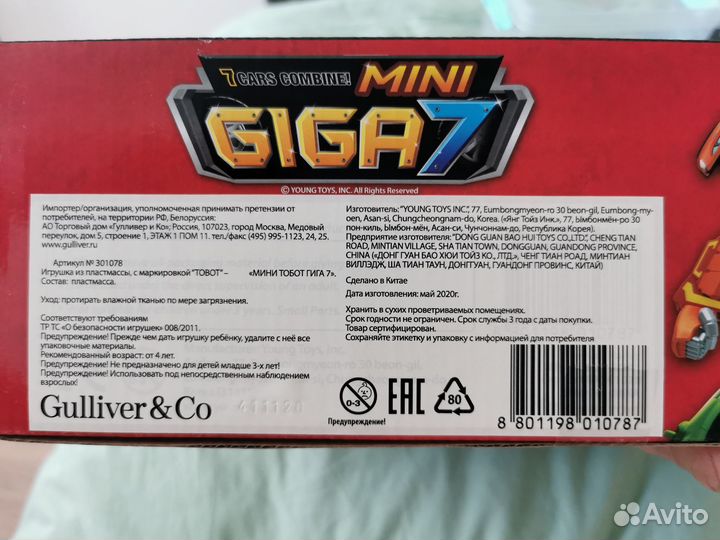 7 CARS COMBINE! MINI
GIGA7
© YOUNG TOYS, INC. All Rights Reserved
Импортер/организация, уполномоченная принимать претензии от
потребителей, на территории РФ, Белоруссии:
АО Торговый дом «Гулливер и Ко»; Россия, 107023, город Москва, Медовый
переулок, дом 5, строение 1, ЭТАЖ 1 ПОМ 11. тел./факс (495) 995-1123, 24, 25.
www.gulliver.ru
Артикул № 301078
Игрушка из пластмассы, с маркировкой "TOBOT" – «МИНИ ТОБОТ ГИГА 7».
Состав: пластмасса.
Уход: протирать влажной тканью по мере загрязнения.
Соответствуют требованиям
ТР ТС «О безопасности игрушек» 008/2011.
Предупреждение! Прежде чем дать игрушку ребёнку, удалите с неё все
упаковочные материалы.
Рекомендованный возраст: от 4 лет.
Предупреждение! Не предназначено для детей младше 3-х лет!
Предупреждение! Использовать под непосредственным наблюдением
взрослых!
Gulliver & Co
411120
Изготовитель: "YOUNG TOYS INC.", 77, Eumbongmyeon-ro 30 beon-gil, Eumbong-my-
eon, Asan-si, Chungcheongnam-do, Korea. («Янг Тойз Инк.», 77, Ымбонмён-ро 30
пон-киль, Ымбон-мён, Асан-си, Чунчоннам-до, Республика Корея).
Предприятие изготовителя: "DONG GUAN BAO HUI TOYS CO.,LTD.", CHENG TIAN
ROAD, MINTIAN VILLAGE, SHA TIAN TOWN, DONGGUAN, GUANDONG PROVINCE,
CHINA («ДОНГ ГУАН БАО ХЮИ ТОЙЗ КО., ЛТД.», ЧЕНГ ТИАН РОАД, МИНТИАН
ВИЛЛЭДЖ, ША ТИАН ТАУН, ДОНГГУАН, ГУАНДОНГ ПРОВИНС, КИТАЙ)
Сделано в Китае
Дата изготовления: май 2020г.
Хранить в сухих проветриваемых помещениях.
Срок годности не ограничен. Срок службы 3 года с даты покупки.
Товар сертифицирован.
Сохраняйте этикетку и упаковку с информацией для потребителя
0-3
Предупреждение!
EAC
80
8 801198 010787
Avito